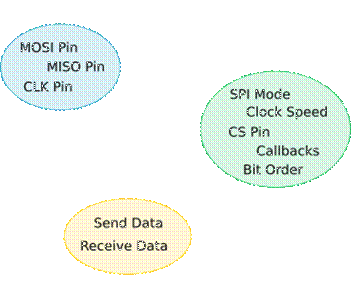 MOSI Pin
MISO Pin
CLK Pin
SPI Mode
Clock Speed
CS Pin
Callbacks
Bit Order
Send Data
Receive Data